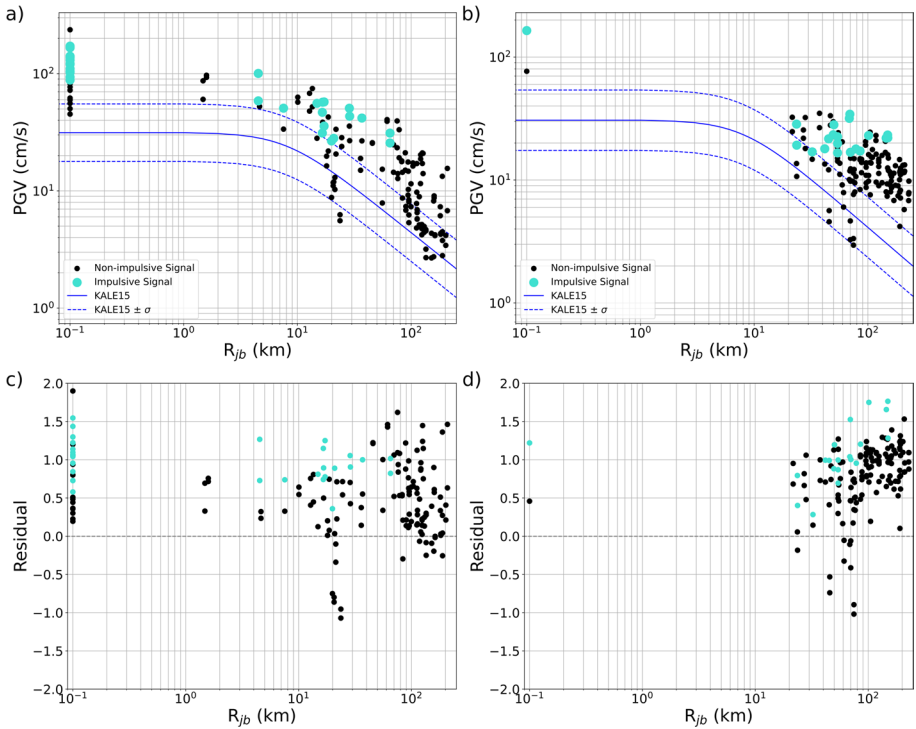 a)
b)
10²
10¹
10⁰
PGV (cm/s)
Non-impulsive Signal
Impulsive Signal
KALE15
KALE15 ± σ
10⁻¹ 10⁰ 10¹ 10²
R_jb (km)
10²
10¹
10⁰
PGV (cm/s)
Non-impulsive Signal
Impulsive Signal
KALE15
KALE15 ± σ
10⁻¹ 10⁰ 10¹ 10²
R_jb (km)
c)
d)
2.0
1.5
1.0
0.5
0.0
−0.5
−1.0
−1.5
−2.0
Residual
10⁻¹ 10⁰ 10¹ 10²
R_jb (km)
2.0
1.5
1.0
0.5
0.0
−0.5
−1.0
−1.5
−2.0
Residual
10⁻¹ 10⁰ 10¹ 10²
R_jb (km)